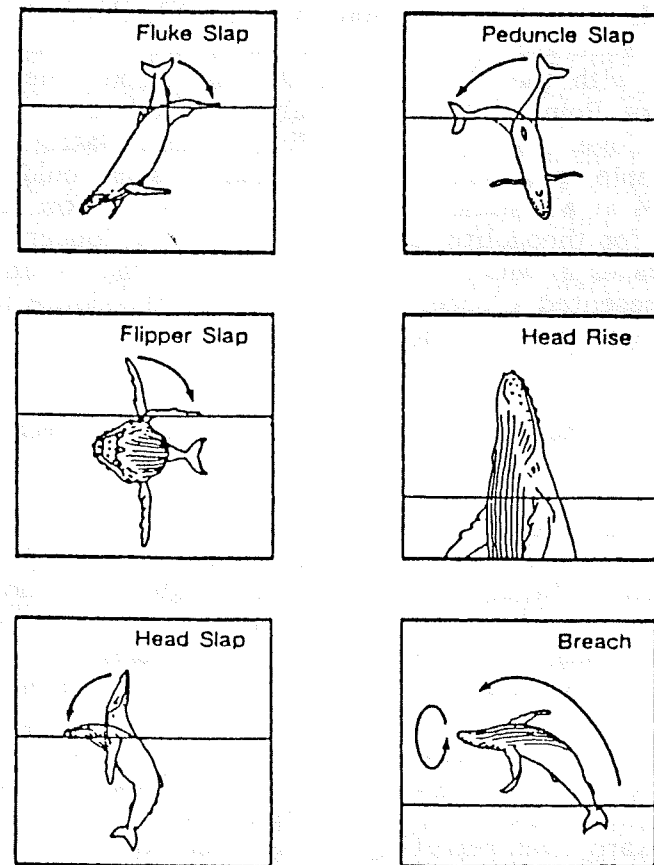 Fluke Slap
Peduncle Slap
Flipper Slap
Head Rise
Head Slap
Breach